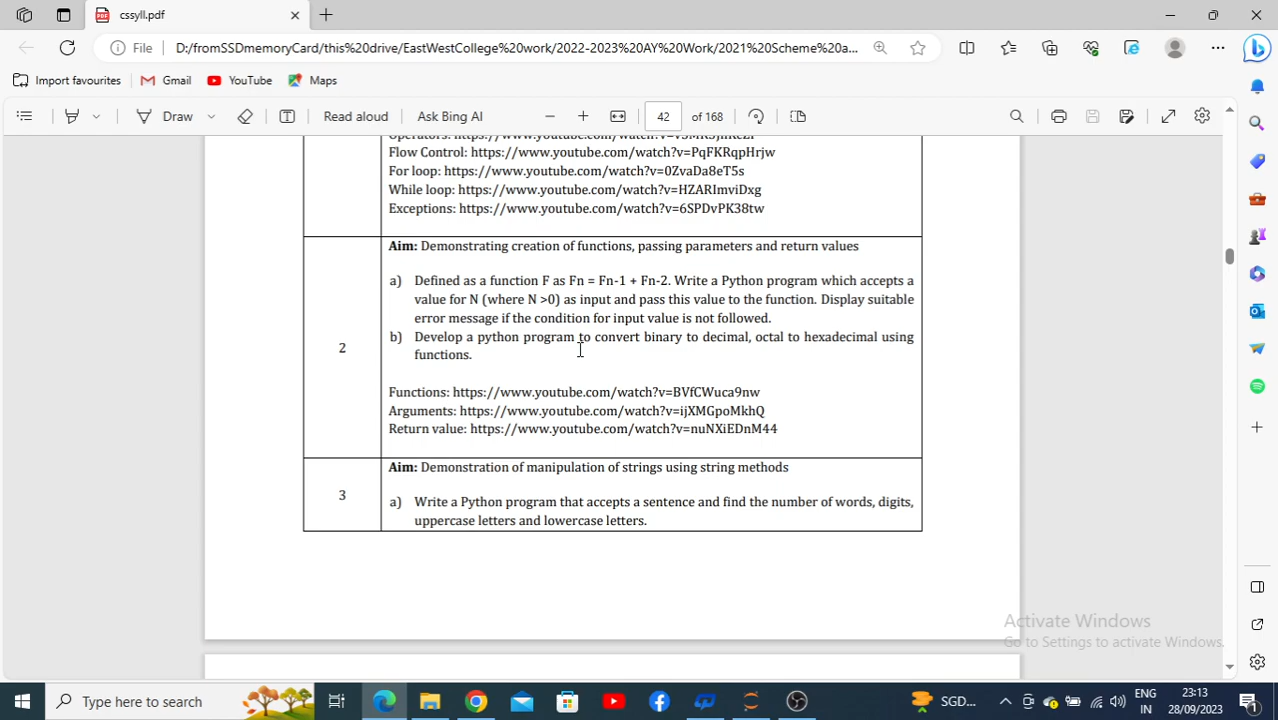 cssyll.pdf
File
D:/fromSSDmemoryCard/this%20drive/EastWestCollege%20work/2022-2023%20AY%20Work/2021%20Scheme%20a...
Import favourites
Gmail
YouTube
Maps
Draw
Read aloud
Ask Bing AI
42
of 168
Flow Control: https://www.youtube.com/watch?v=PqFKRqpHrjw
For loop: https://www.youtube.com/watch?v=0ZvaDa8eT5s
While loop: https://www.youtube.com/watch?v=HZARImviDxg
Exceptions: https://www.youtube.com/watch?v=6SPDvPK38tw
2
Aim: Demonstrating creation of functions, passing parameters and return values
a) Defined as a function F as Fn = Fn-1 + Fn-2. Write a Python program which accepts a
value for N (where N >0) as input and pass this value to the function. Display suitable
error message if the condition for input value is not followed.
b) Develop a python program to convert binary to decimal, octal to hexadecimal using
functions.
Functions: https://www.youtube.com/watch?v=BVfCWuca9nw
Arguments: https://www.youtube.com/watch?v=ijXMGpoMkhQ
Return value: https://www.youtube.com/watch?v=nuNXiEDnM44
3
Aim: Demonstration of manipulation of strings using string methods
a) Write a Python program that accepts a sentence and find the number of words, digits,
uppercase letters and lowercase letters.
Activate Windows
Go to Settings to activate Windows.
Type here to search
SGD...
ENG
IN
23:13
28/09/2023